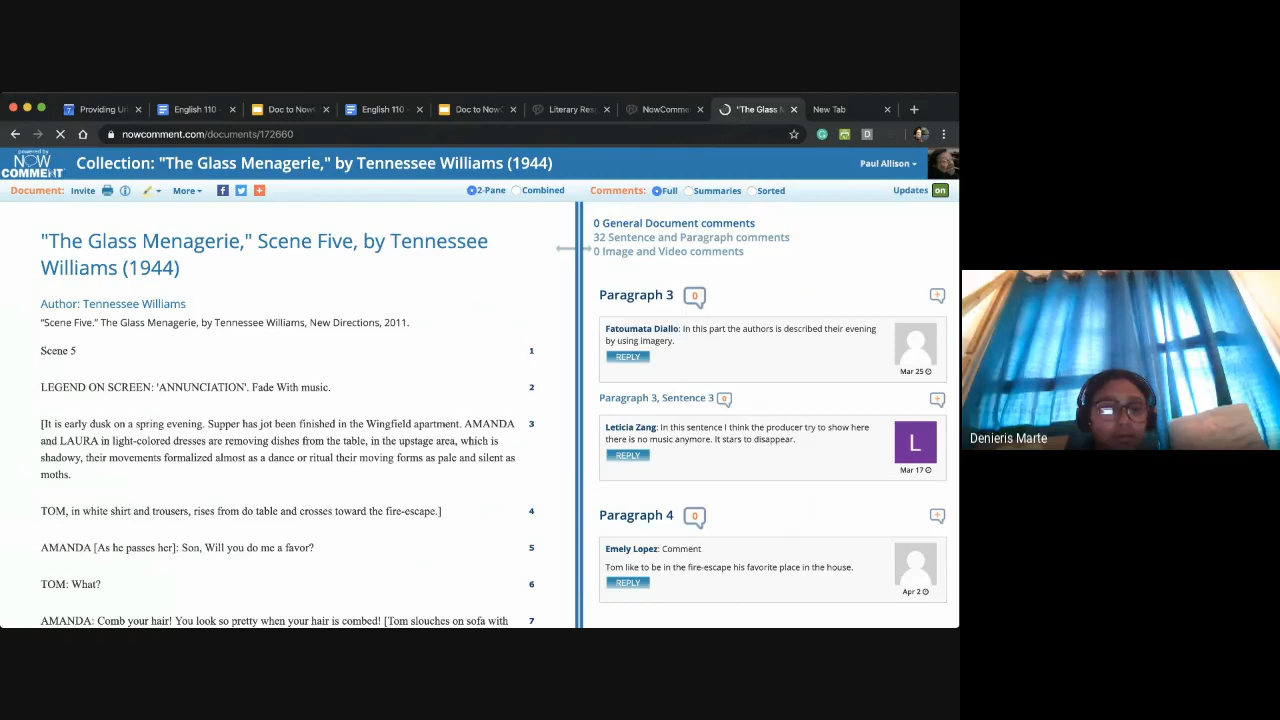 Providing Ur
English 110 -
Doc to NowC
English 110 -
Doc to NowC
Literary Res
NowComme
"The Glass M
New Tab
nowcomment.com/documents/172660
powered by
NOW
COMMENT
Collection: "The Glass Menagerie," by Tennessee Williams (1944)
Paul Allison
Document: Invite More 2-Pane Combined Comments: Full Summaries Sorted Updates on
"The Glass Menagerie," Scene Five, by Tennessee
Williams (1944)
Author: Tennessee Williams
"Scene Five." The Glass Menagerie, by Tennessee Williams, New Directions, 2011.
Scene 5 1
LEGEND ON SCREEN: 'ANNUNCIATION'. Fade With music. 2
[It is early dusk on a spring evening. Supper has jot been finished in the Wingfield apartment. AMANDA 3
and LAURA in light-colored dresses are removing dishes from the table, in the upstage area, which is
shadowy, their movements formalized almost as a dance or ritual their moving forms as pale and silent as
moths.
TOM, in white shirt and trousers, rises from do table and crosses toward the fire-escape.] 4
AMANDA [As he passes her]: Son, Will you do me a favor? 5
TOM: What? 6
AMANDA: Comb your hair! You look so pretty when your hair is combed! [Tom slouches on sofa with 7
0 General Document comments
32 Sentence and Paragraph comments
0 Image and Video comments
Paragraph 3 0
Fatoumata Diallo: In this part the authors is described their evening
by using imagery.
REPLY
Mar 25
Paragraph 3, Sentence 3 0
Leticia Zang: In this sentence I think the producer try to show here
there is no music anymore. It stars to disappear.
REPLY
L
Mar 17
Paragraph 4 0
Emely Lopez: Comment
Tom like to be in the fire-escape his favorite place in the house.
REPLY
Apr 2
Denieris Marte